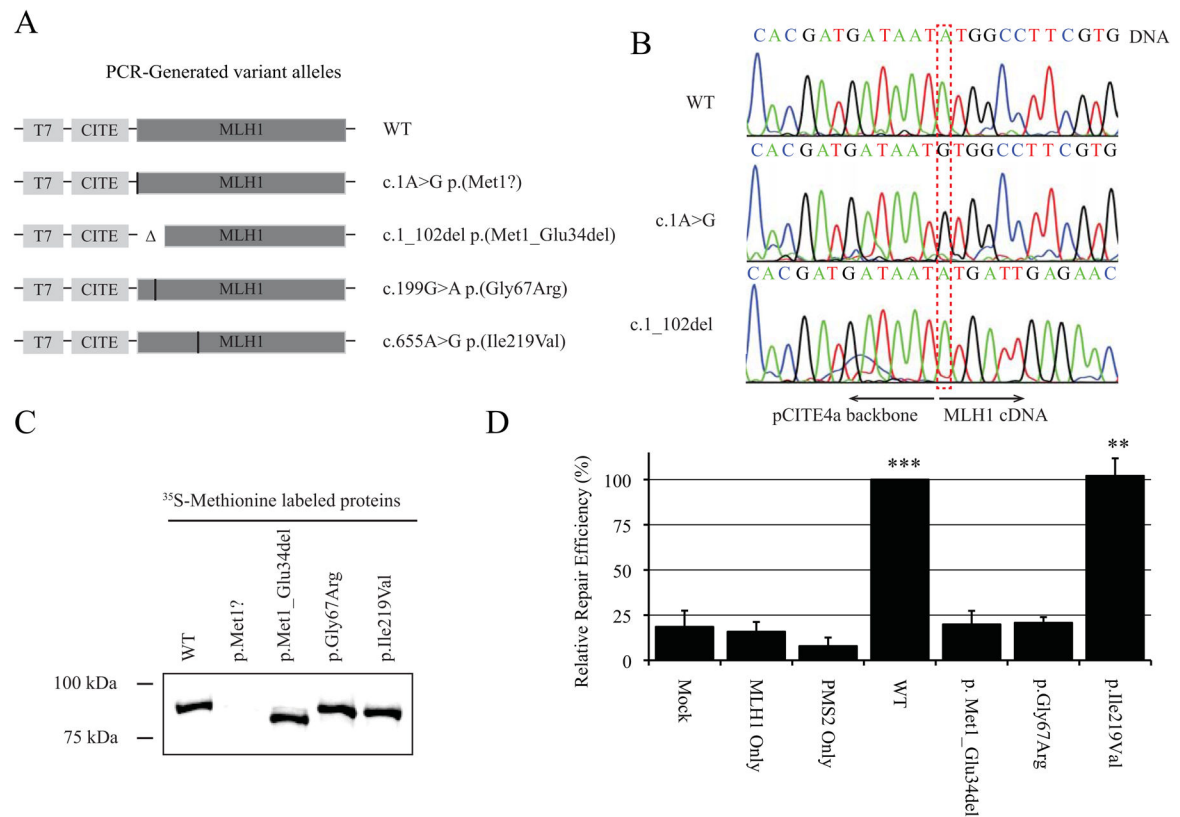 A
PCR-Generated variant alleles
T7 CITE MLH1 WT
T7 CITE MLH1 c.1A>G p.(Met1?)
T7 CITE Δ MLH1 c.1_102del p.(Met1_Glu34del)
T7 CITE MLH1 c.199G>A p.(Gly67Arg)
T7 CITE MLH1 c.655A>G p.(Ile219Val)
B
CACGATGATAATATGGCCTTCGTG DNA
WT
CACGATGATAATGTGGCCTTCGTG
c.1A>G
CACGATGATAATATGATTGAGAAC
c.1_102del
pCITE4a backbone MLH1 cDNA
C
35S-Methionine labeled proteins
WT
p.Met1?
p.Met1_Glu34del
p.Gly67Arg
p.Ile219Val
100 kDa
75 kDa
D
Relative Repair Efficiency (%)
100
75
50
25
0
***
**
Mock
MLH1 Only
PMS2 Only
WT
p. Met1_Glu34del
p.Gly67Arg
p.Ile219Val